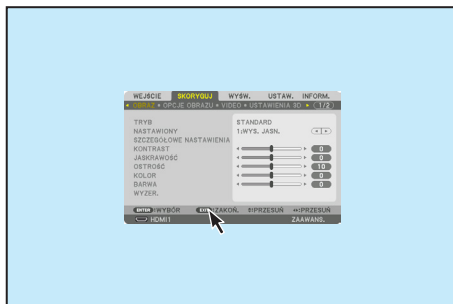 WEJŚCIE SKORYGUJ WYŚW. USTAW. INFORM.
OBRAZ • OPCJE OBRAZU • VIDEO • USTAWIENIA 3D 1/2
TRYB STANDARD
NASTAWIONY 1:WYS. JASN.
SZCZEGÓŁOWE NASTAWIENIA
KONTRAST 0
JASKRAWOŚĆ 0
OSTROŚĆ 10
KOLOR 0
BARWA 0
WYZER.
ENTER:WYBÓR EXIT:ZAKOŃ. ↕:PRZESUŃ ↔:PRZESUŃ
HDMI1 ZAAWANS.